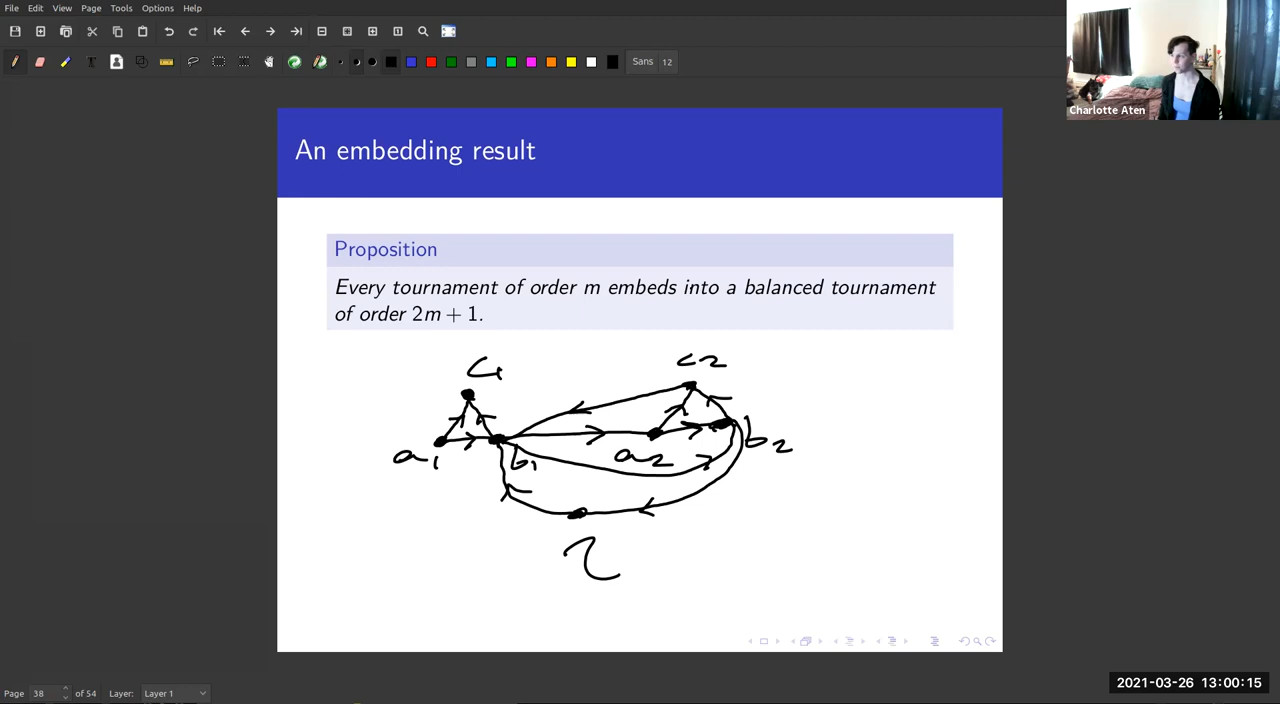 File Edit View Page Tools Options Help
Sans 12
Charlotte Aten
An embedding result
Proposition
Every tournament of order m embeds into a balanced tournament
of order 2m + 1.
c1
c2
a1
b1
a2
b2
2021-03-26 13:00:15
Page 38 of 54 Layer: Layer 1